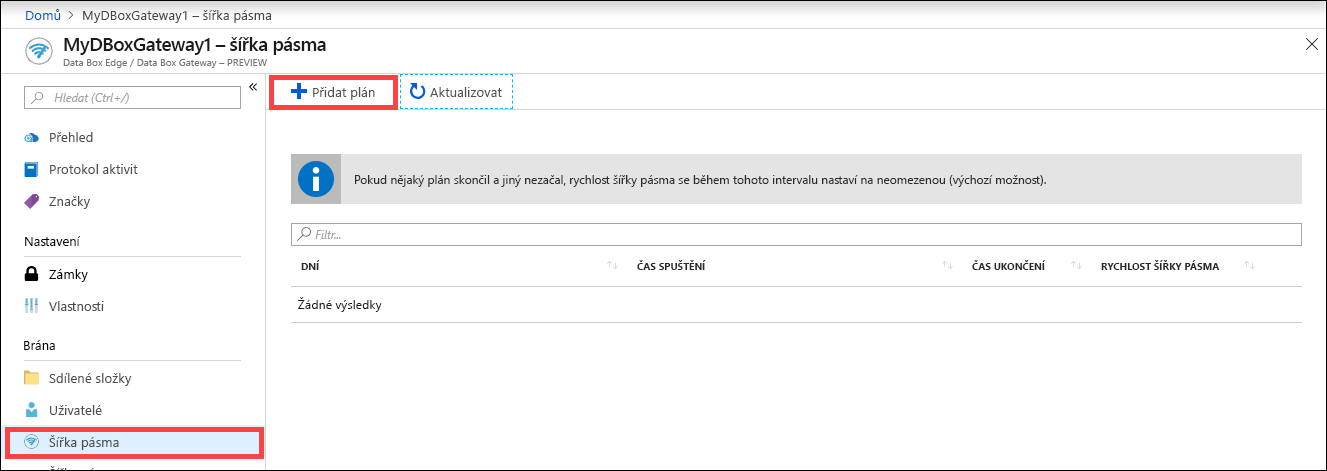 Domů > MyDBoxGateway1 – šířka pásma
MyDBoxGateway1 – šířka pásma
Data Box Edge / Data Box Gateway – PREVIEW
Hledat (Ctrl+/)
«
Přehled
Protokol aktivit
Značky
Nastavení
Zámky
Vlastnosti
Brána
Sdílené složky
Uživatelé
Šířka pásma
Přidat plán
Aktualizovat
Pokud nějaký plán skončil a jiný nezačal, rychlost šířky pásma se během tohoto intervalu nastaví na neomezenou (výchozí možnost).
Filtr...
DNÍ ČAS SPUŠTĚNÍ ČAS UKONČENÍ RYCHLOST ŠÍŘKY PÁSMA
Žádné výsledky